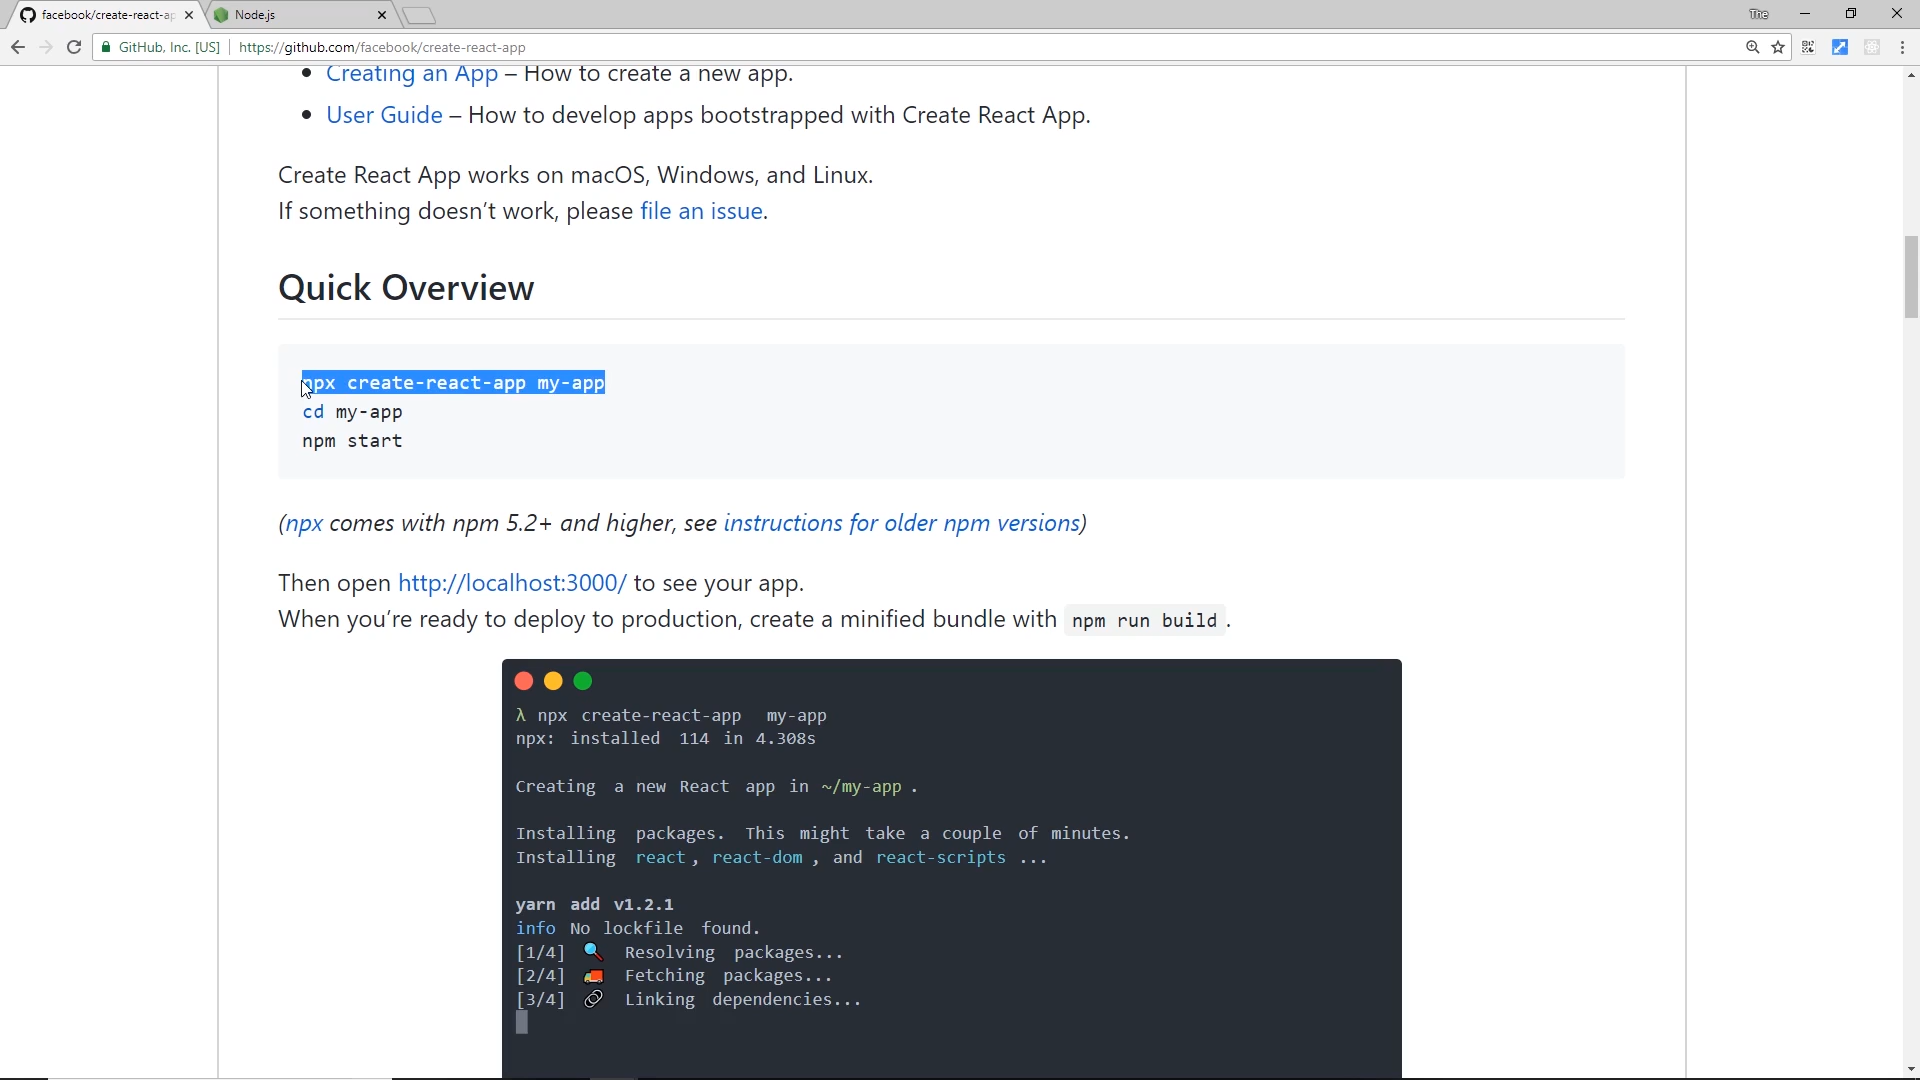 facebook/create-react-ap
Node.js
The
GitHub, Inc. [US]
https://github.com/facebook/create-react-app
• Creating an App – How to create a new app.
• User Guide – How to develop apps bootstrapped with Create React App.
Create React App works on macOS, Windows, and Linux.
If something doesn't work, please file an issue.
Quick Overview
npx create-react-app my-app
cd my-app
npm start
(npx comes with npm 5.2+ and higher, see instructions for older npm versions)
Then open http://localhost:3000/ to see your app.
When you're ready to deploy to production, create a minified bundle with npm run build.
λ npx create-react-app my-app
npx: installed 114 in 4.308s
Creating a new React app in ~/my-app .
Installing packages. This might take a couple of minutes.
Installing react, react-dom, and react-scripts ...
yarn add v1.2.1
info No lockfile found.
[1/4] 🔍 Resolving packages...
[2/4] 🚚 Fetching packages...
[3/4] 🔗 Linking dependencies...